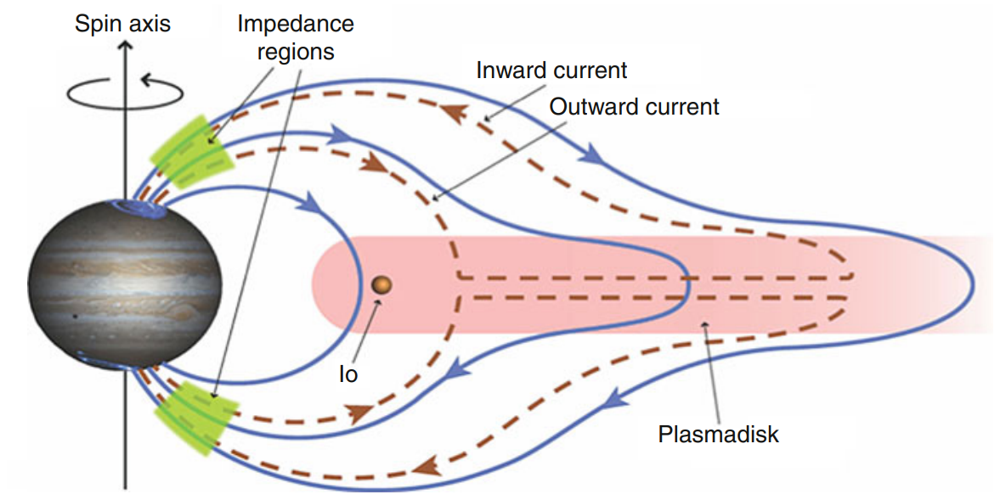 Spin axis
Impedance
regions
Inward current
Outward current
Io
Plasmadisk